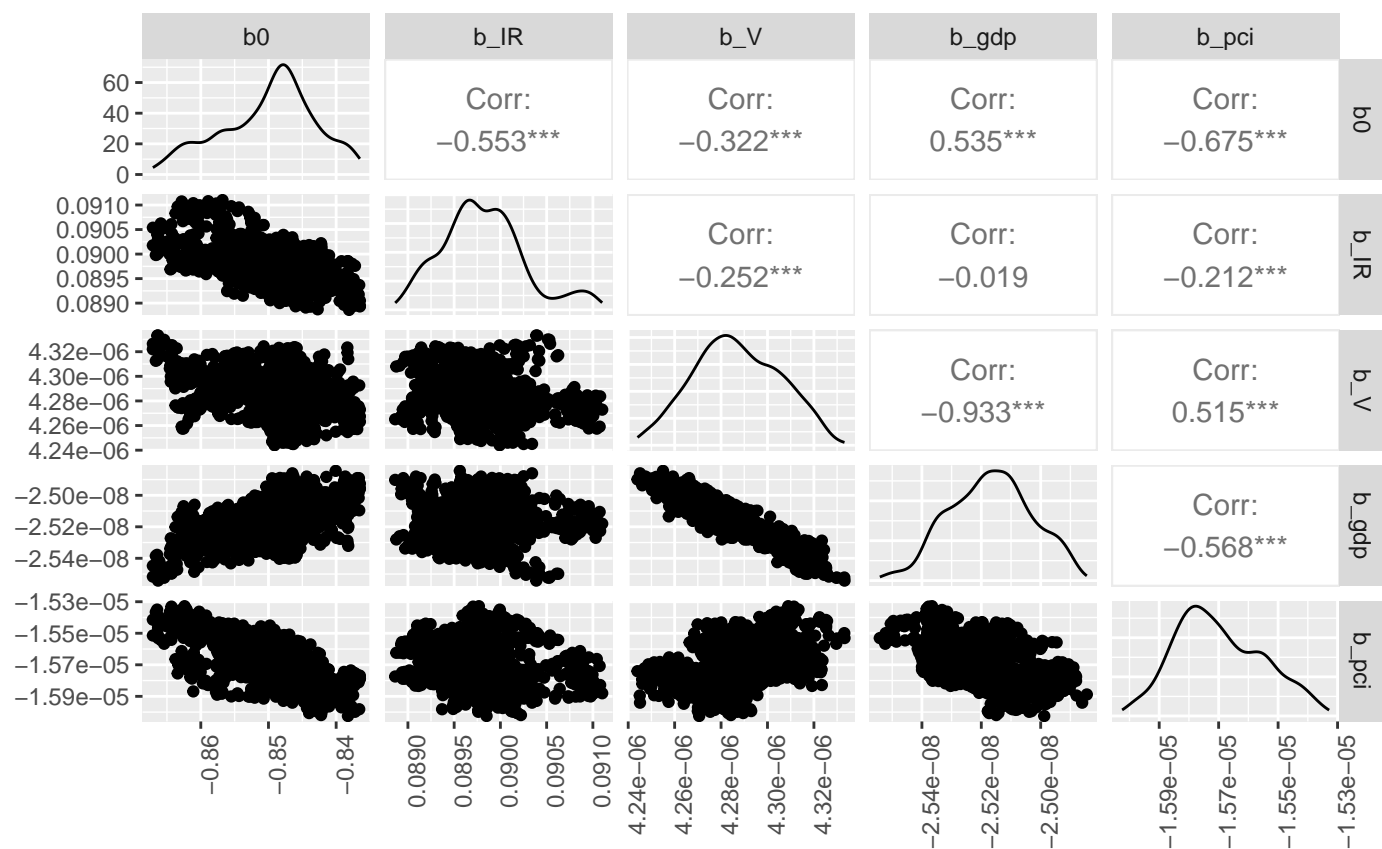 b0 b_IR b_V b_gdp b_pci
60
40
20
0
Corr:
−0.553***
Corr:
−0.322***
Corr:
0.535***
Corr:
−0.675***
b0
0.0910
0.0905
0.0900
0.0895
0.0890
Corr:
−0.252***
Corr:
−0.019
Corr:
−0.212***
b_IR
4.32e−06
4.30e−06
4.28e−06
4.26e−06
4.24e−06
Corr:
−0.933***
Corr:
0.515***
b_V
−2.50e−08
−2.52e−08
−2.54e−08
Corr:
−0.568***
b_gdp
−1.53e−05
−1.55e−05
−1.57e−05
−1.59e−05
b_pci
−0.86
−0.85
−0.84
0.0890
0.0895
0.0900
0.0905
0.0910
4.24e−06
4.26e−06
4.28e−06
4.30e−06
4.32e−06
−2.54e−08
−2.52e−08
−2.50e−08
−1.59e−05
−1.57e−05
−1.55e−05
−1.53e−05